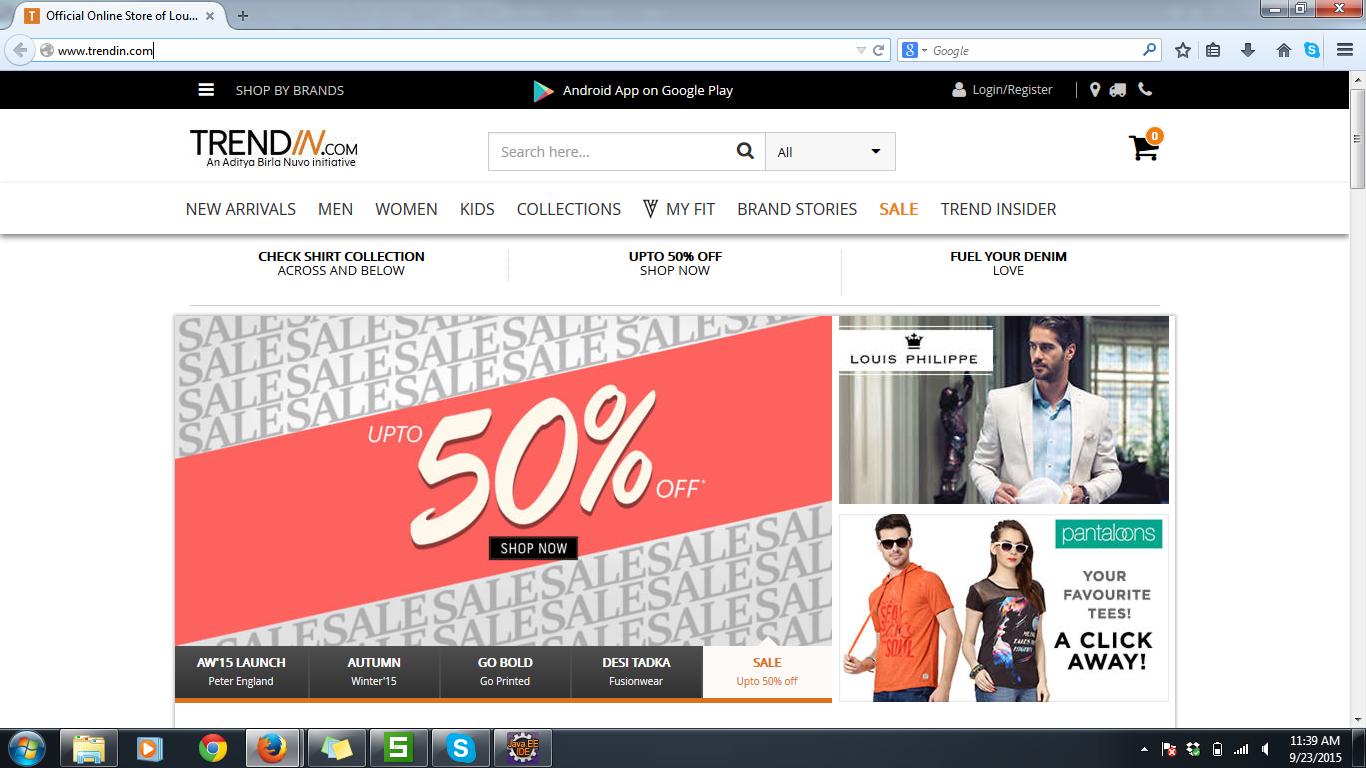 Official Online Store of Lou...
www.trendin.com
Google
SHOP BY BRANDS
Android App on Google Play
Login/Register
TRENDIN.COM
An Aditya Birla Nuvo initiative
Search here...
All
0
NEW ARRIVALS MEN WOMEN KIDS COLLECTIONS MY FIT BRAND STORIES SALE TREND INSIDER
CHECK SHIRT COLLECTION
ACROSS AND BELOW
UPTO 50% OFF
SHOP NOW
FUEL YOUR DENIM
LOVE
SALESALESALESALESALE
UPTO
50%
OFF*
SHOP NOW
AW'15 LAUNCH
Peter England
AUTUMN
Winter'15
GO BOLD
Go Printed
DESI TADKA
Fusionwear
SALE
Upto 50% off
LOUIS PHILIPPE
pantaloons
YOUR
FAVOURITE
TEES!
A CLICK
AWAY!
Java EE
IDE
11:39 AM
9/23/2015